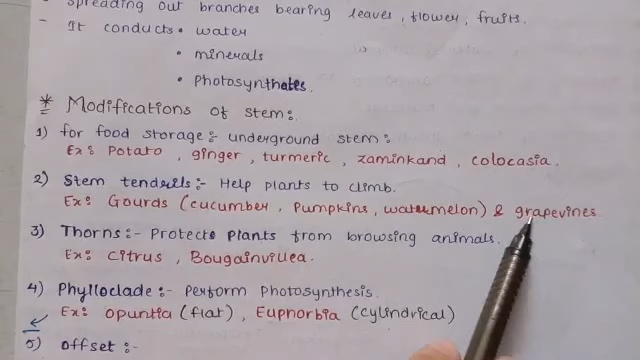 Spreading out branches bearing leaves, flower, fruits.
- It conducts • water
• minerals
• Photosynthates.
* Modifications of stem:
1) for food storage:- underground stem:
Ex: Potato, ginger, turmeric, zaminkand, colocasia.
2) Stem tendrils:- Help plants to climb.
Ex: Gourds (cucumber, Pumpkins, watermelon) & grapevines
3) Thorns:- Protects Plants from browsing animals.
Ex: Citrus, Bougainvillea.
4) Phylloclade:- Perform Photosynthesis.
Ex: Opuntia (flat), Euphorbia (cylindrical)
5) Offset:-